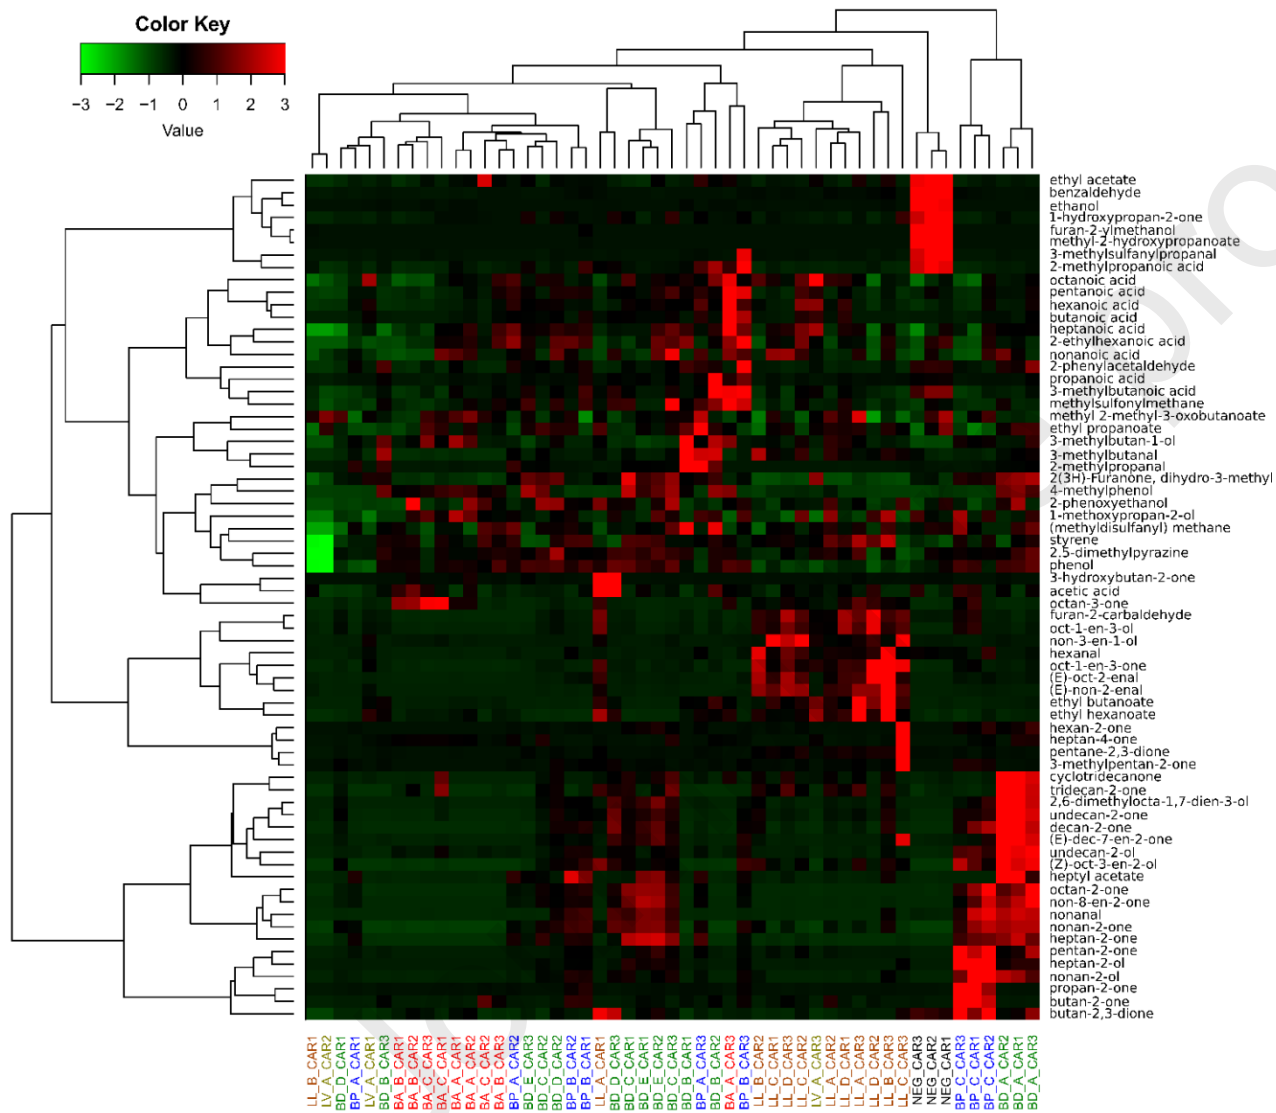 Color Key
−3 −2 −1 0 1 2 3
Value
ethyl acetate
benzaldehyde
ethanol
1-hydroxypropan-2-one
furan-2-ylmethanol
methyl-2-hydroxypropanoate
3-methylsulfanylpropanal
2-methylpropanoic acid
octanoic acid
pentanoic acid
hexanoic acid
butanoic acid
heptanoic acid
2-ethylhexanoic acid
nonanoic acid
2-phenylacetaldehyde
propanoic acid
3-methylbutanoic acid
methylsulfonylmethane
methyl 2-methyl-3-oxobutanoate
ethyl propanoate
3-methylbutan-1-ol
3-methylbutanal
2-methylpropanal
2(3H)-Furanone, dihydro-3-methyl
4-methylphenol
2-phenoxyethanol
1-methoxypropan-2-ol
(methyldisulfanyl) methane
styrene
2,5-dimethylpyrazine
phenol
3-hydroxybutan-2-one
acetic acid
octan-3-one
furan-2-carbaldehyde
oct-1-en-3-ol
non-3-en-1-ol
hexanal
oct-1-en-3-one
(E)-oct-2-enal
(E)-non-2-enal
ethyl butanoate
ethyl hexanoate
hexan-2-one
heptan-4-one
pentane-2,3-dione
3-methylpentan-2-one
cyclotridecanone
tridecan-2-one
2,6-dimethylocta-1,7-dien-3-ol
undecan-2-one
decan-2-one
(E)-dec-7-en-2-one
undecan-2-ol
(Z)-oct-3-en-2-ol
heptyl acetate
octan-2-one
non-8-en-2-one
nonanal
nonan-2-one
heptan-2-one
pentan-2-one
heptan-2-ol
nonan-2-ol
propan-2-one
butan-2-one
butan-2,3-dione
LL_B_CAR1
LV_A_CAR2
BD_D_CAR1
BP_A_CAR1
LV_A_CAR1
BD_B_CAR3
BA_B_CAR1
BA_B_CAR2
BA_C_CAR3
BA_C_CAR1
BA_A_CAR1
BA_A_CAR2
BA_C_CAR2
BA_B_CAR3
BP_A_CAR2
BD_E_CAR3
BD_C_CAR2
BD_D_CAR2
BP_B_CAR2
BP_B_CAR1
LL_A_CAR1
BD_D_CAR3
BD_C_CAR1
BD_E_CAR1
BD_E_CAR2
BD_C_CAR3
BD_B_CAR1
BP_A_CAR3
BD_B_CAR2
BA_A_CAR3
BP_B_CAR3
LL_B_CAR2
LL_C_CAR1
LL_D_CAR3
LL_C_CAR2
LV_A_CAR3
LL_A_CAR2
LL_D_CAR1
LL_A_CAR3
LL_D_CAR2
LL_B_CAR3
LL_C_CAR3
NEG_CAR3
NEG_CAR2
NEG_CAR1
BP_C_CAR3
BP_C_CAR1
BP_C_CAR2
BD_A_CAR2
BD_A_CAR1
BD_A_CAR3